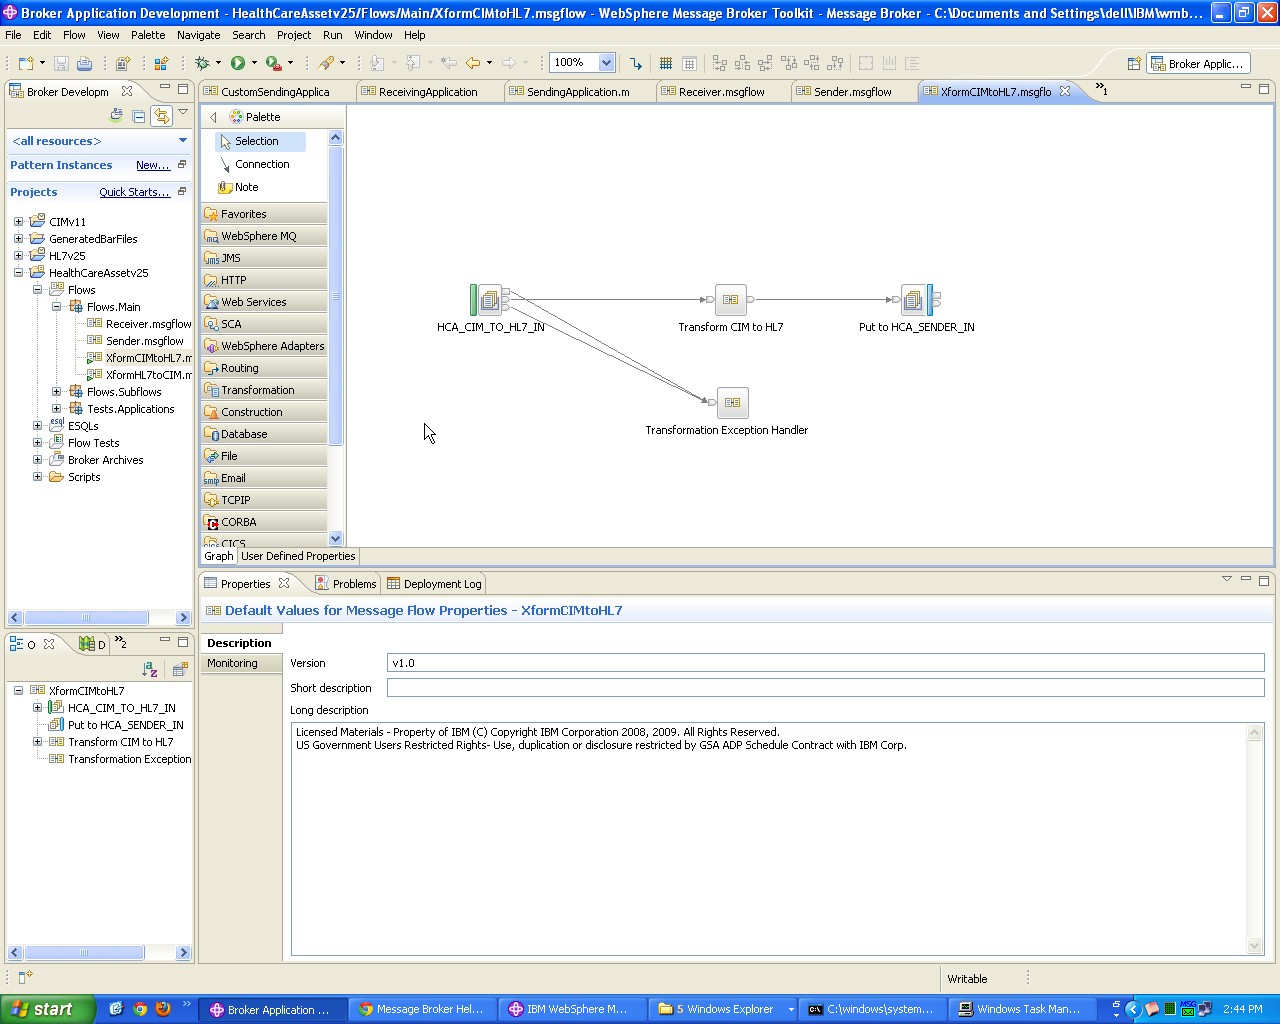 Broker Application Development - HealthCareAssetv25/Flows/Main/XformCIMtoHL7.msgflow - WebSphere Message Broker Toolkit - Message Broker - C:\Documents and Settings\dell\IBM\wmb...
File Edit Flow View Palette Navigate Search Project Run Window Help
100%
Broker Applic...
Broker Developm
<all resources>
Pattern Instances New...
Projects Quick Starts...
CIMv11
GeneratedBarFiles
HL7v25
HealthCareAssetv25
Flows
Flows.Main
Receiver.msgflow
Sender.msgflow
XformCIMtoHL7.m
XformHL7toCIM.m
Flows.Subflows
Tests.Applications
esql ESQLs
Flow Tests
Broker Archives
Scripts
O D 2
XformCIMtoHL7
HCA_CIM_TO_HL7_IN
Put to HCA_SENDER_IN
Transform CIM to HL7
Transformation Exception
CustomSendingApplica ReceivingApplication SendingApplication.m Receiver.msgflow Sender.msgflow XformCIMtoHL7.msgflo 1
Palette
Selection
Connection
Note
Favorites
WebSphere MQ
JMS
HTTP
Web Services
SCA
WebSphere Adapters
Routing
Transformation
Construction
Database
File
Email
TCPIP
CORBA
CICS
HCA_CIM_TO_HL7_IN
Transform CIM to HL7
Put to HCA_SENDER_IN
Transformation Exception Handler
Graph User Defined Properties
Properties Problems Deployment Log
Default Values for Message Flow Properties - XformCIMtoHL7
Description
Monitoring
Version v1.0
Short description
Long description
Licensed Materials - Property of IBM (C) Copyright IBM Corporation 2008, 2009. All Rights Reserved.
US Government Users Restricted Rights- Use, duplication or disclosure restricted by GSA ADP Schedule Contract with IBM Corp.
Writable
start Broker Application ... Message Broker Hel... IBM WebSphere M... 5 Windows Explorer C:\windows\system... Windows Task Man... 5 2:44 PM